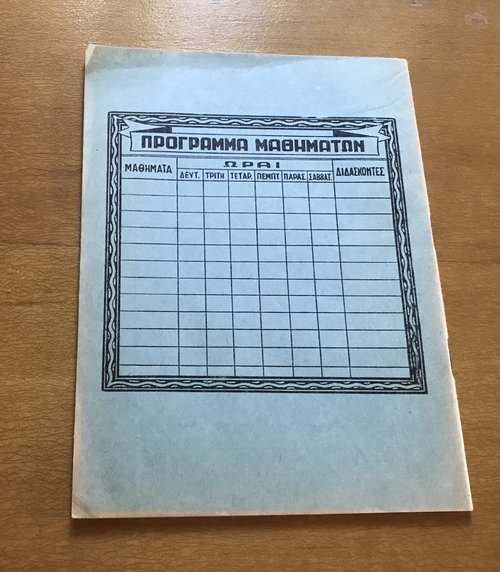 ΠΡΟΓΡΑΜΜΑ ΜΑΘΗΜΑΤΩΝ
ΜΑΘΗΜΑΤΑ ΩΡΑΙ ΔΙΔΑΣΚΟΝΤΕΣ
ΔΕΥΤ. ΤΡΙΤΗ ΤΕΤΑΡ. ΠΕΜΠΤ. ΠΑΡΑΣ. ΣΑΒΒΑΤ.